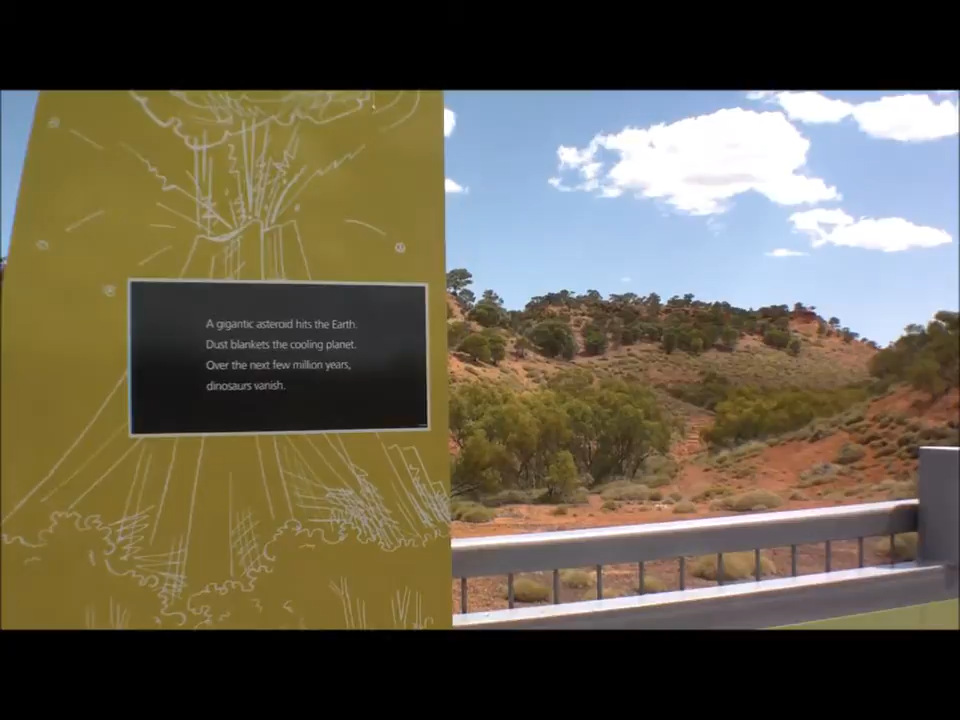 A gigantic asteroid hits the Earth.
Dust blankets the cooling planet.
Over the next few million years,
dinosaurs vanish.